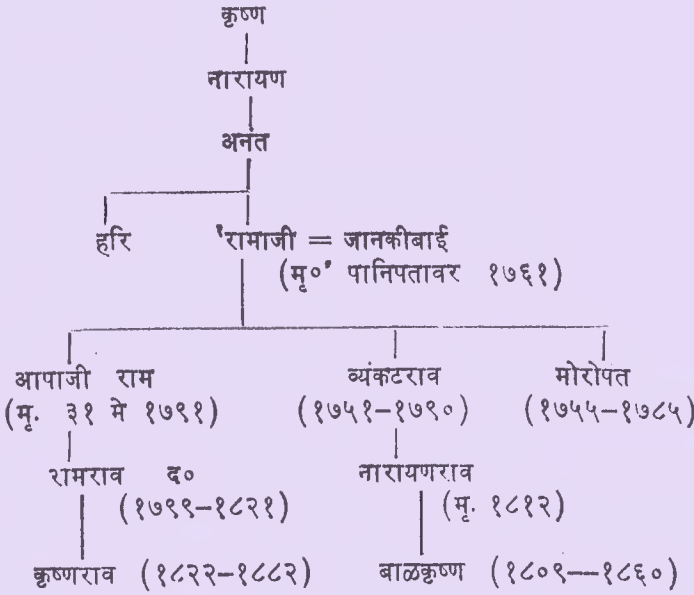 कृष्ण
नारायण
अनंत
हरि 'रामाजी = जानकीबाई
(मृ०' पानिपतावर १७६१)
आपाजी राम व्यंकटराव मोरोपत
(मृ. ३१ मे १७९१) (१७५१-१७९०) (१७५५-१७८५)
रामराव द० नारायणराव
(१७९९-१८२१) (मृ. १८१२)
कृष्णराव (१८२२-१८८२) बाळकृष्ण (१८०९––१८६०)